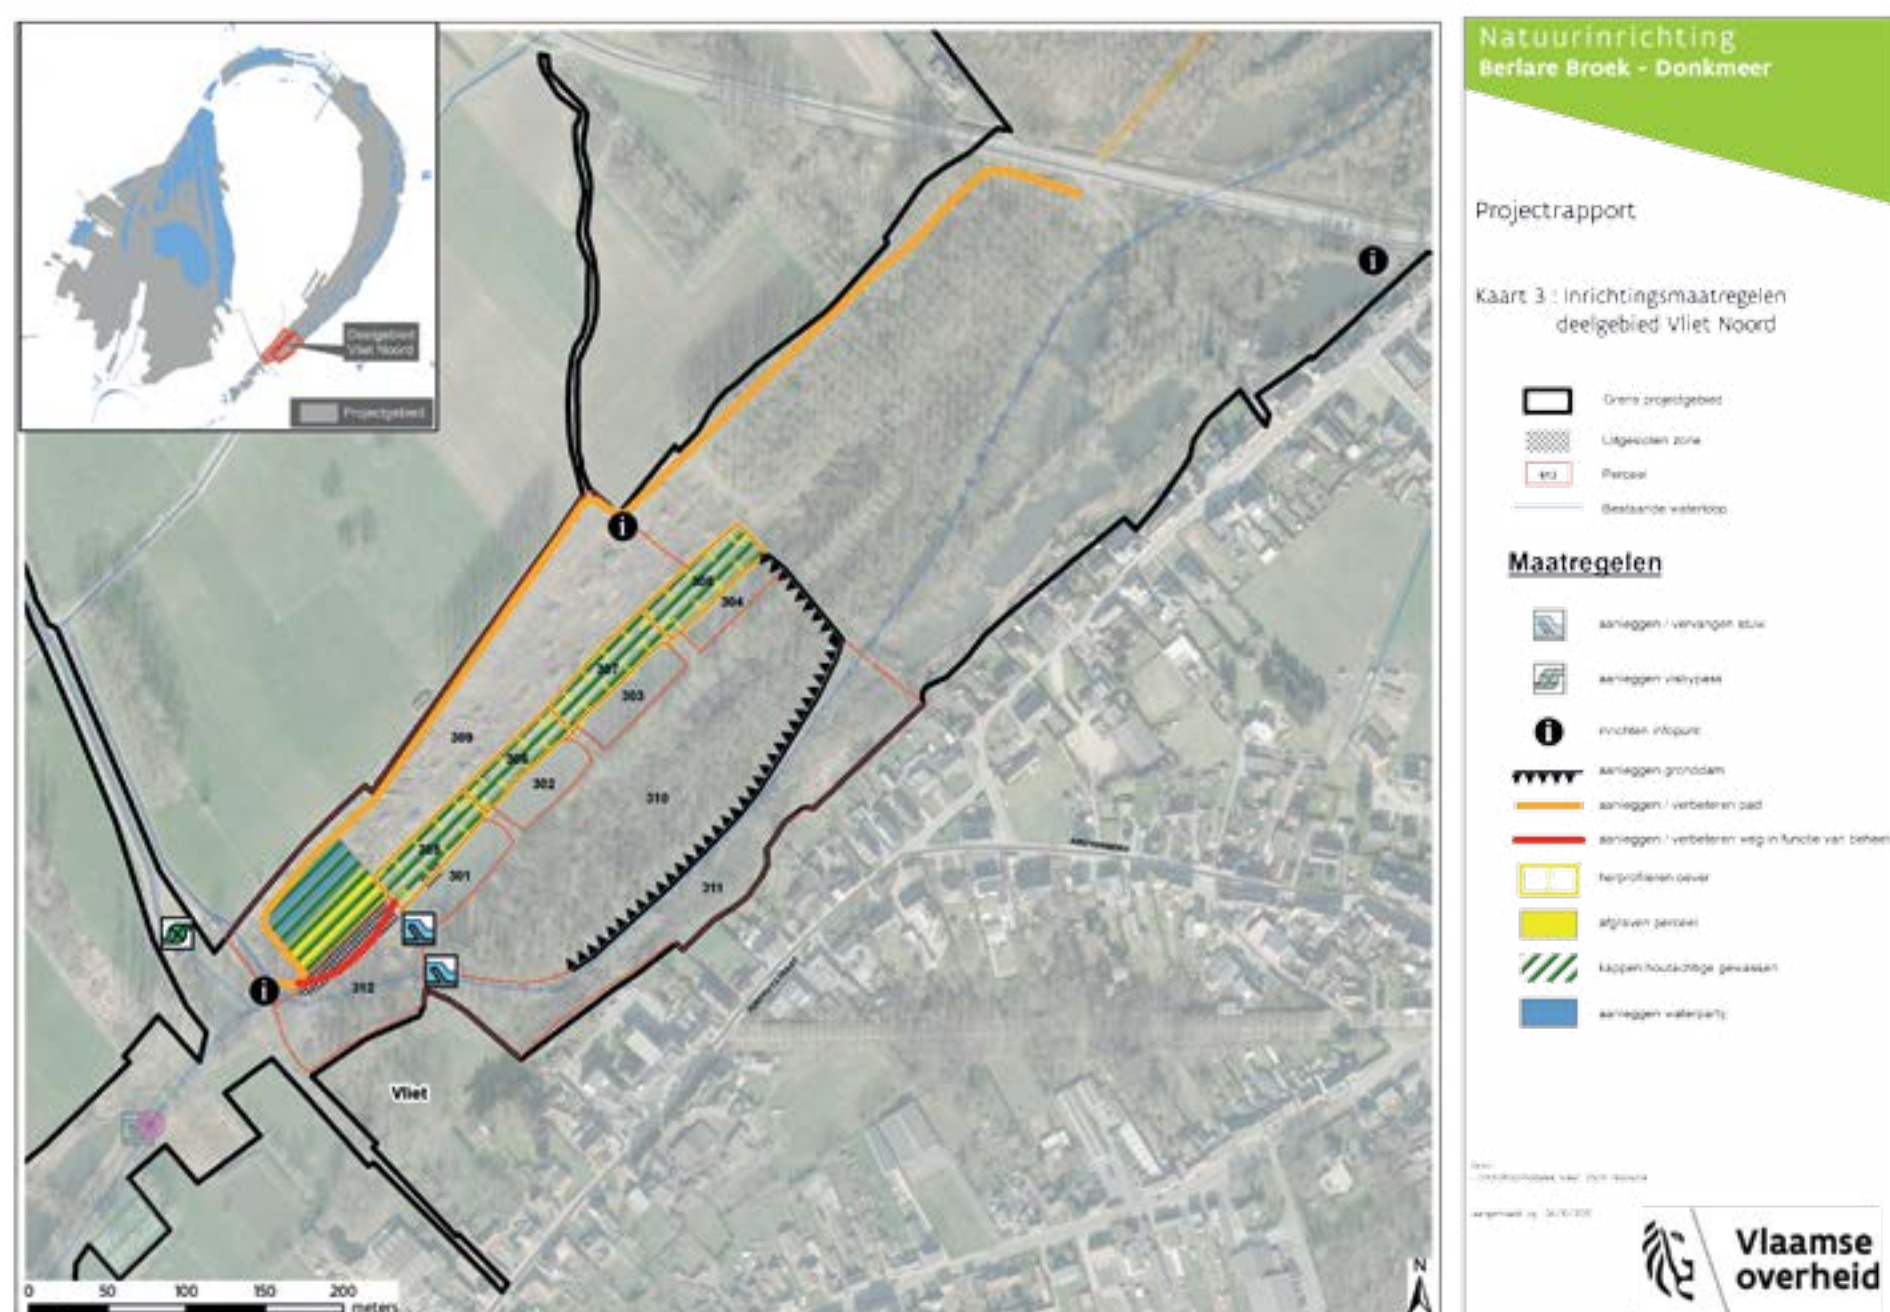 Deelgebied
Vliet Noord
Projectgebied
308
304
307
303
309
306
302
310
305
301
311
312
Vliet
0 50 100 150 200
meters
N
Natuurinrichting
Berlare Broek - Donkmeer
Projectrapport
Kaart 3 : Inrichtingsmaatregelen
deelgebied Vliet Noord
Grens projectgebied
Uitgesloten zone
Perceel
Bestaande waterloop
Maatregelen
aanleggen / vervangen stuw
aanleggen visbypass
inrichten infopunt
aanleggen gronddam
aanleggen / verbeteren pad
aanleggen / verbeteren weg in functie van beheer
herprofileren oever
afgraven perceel
kappen houtachtige gewassen
aanleggen waterpartij
Vlaamse
overheid